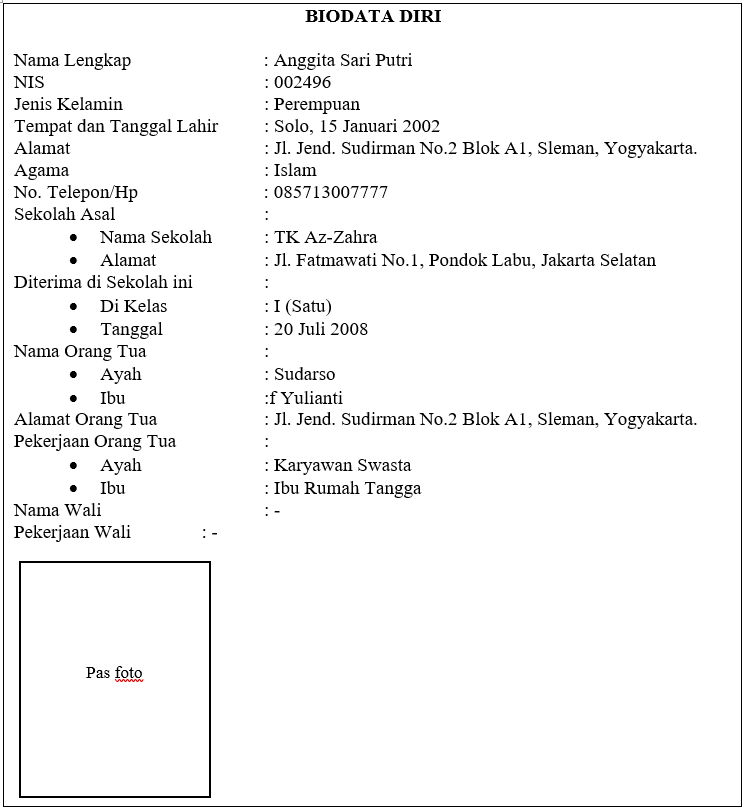 BIODATA DIRI
Nama Lengkap : Anggita Sari Putri
NIS : 002496
Jenis Kelamin : Perempuan
Tempat dan Tanggal Lahir : Solo, 15 Januari 2002
Alamat : Jl. Jend. Sudirman No.2 Blok A1, Sleman, Yogyakarta.
Agama : Islam
No. Telepon/Hp : 085713007777
Sekolah Asal :
• Nama Sekolah : TK Az-Zahra
• Alamat : Jl. Fatmawati No.1, Pondok Labu, Jakarta Selatan
Diterima di Sekolah ini :
• Di Kelas : I (Satu)
• Tanggal : 20 Juli 2008
Nama Orang Tua :
• Ayah : Sudarso
• Ibu :f Yulianti
Alamat Orang Tua : Jl. Jend. Sudirman No.2 Blok A1, Sleman, Yogyakarta.
Pekerjaan Orang Tua :
• Ayah : Karyawan Swasta
• Ibu : Ibu Rumah Tangga
Nama Wali : -
Pekerjaan Wali : -
Pas foto